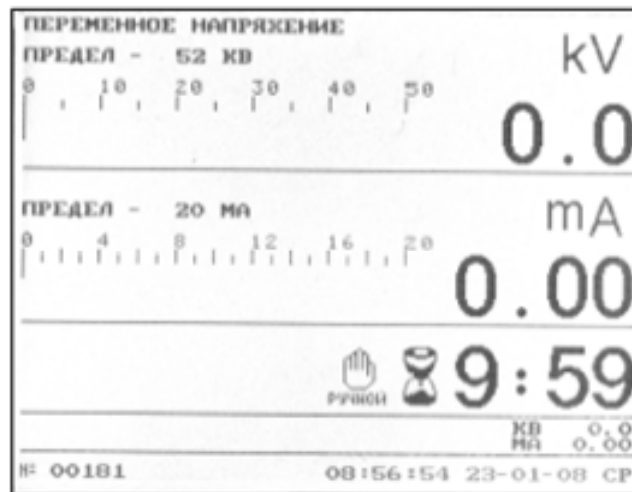 ПЕРЕМЕННОЕ НАПРЯЖЕНИЕ
ПРЕДЕЛ - 52 КВ
kV
0 10 20 30 40 50
0.0
ПРЕДЕЛ - 20 МА
mA
0 4 8 12 16 20
0.00
РУЧНОЙ
9:59
КВ 0.0
МА 0.00
№ 00181 08:56:54 23-01-08 СР